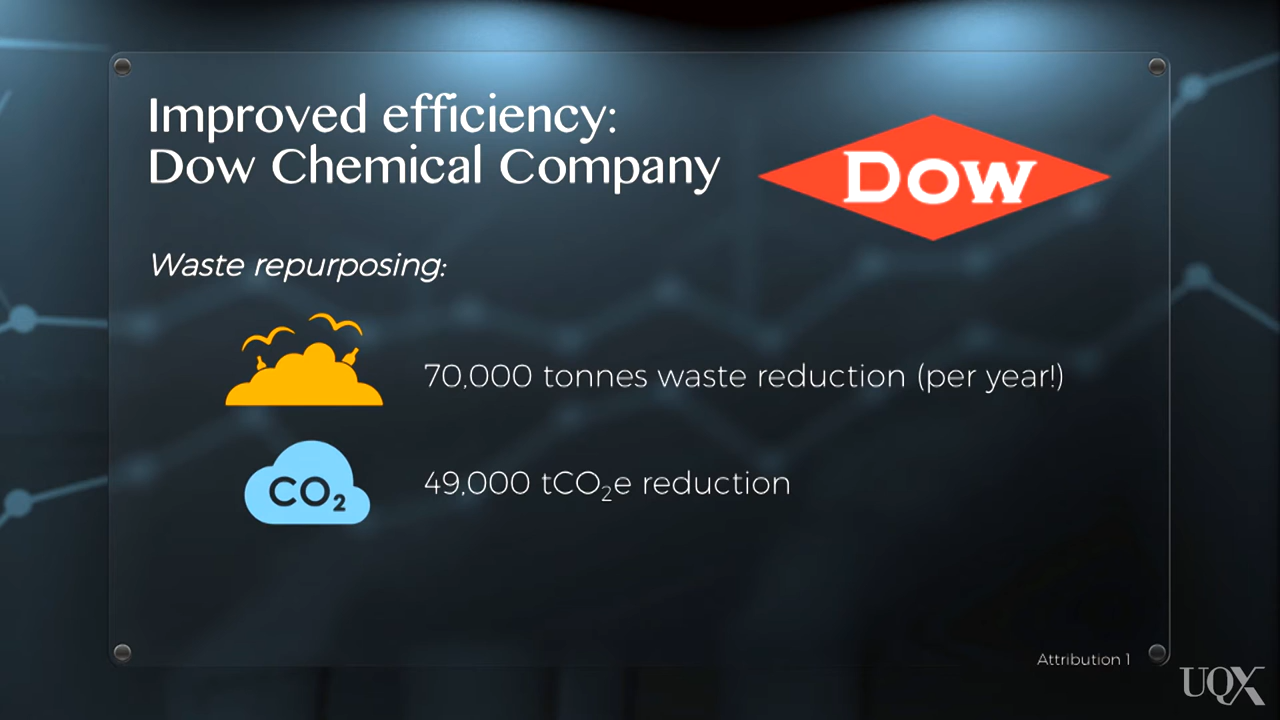 Improved efficiency:
Dow Chemical Company
Dow
Waste repurposing:
70,000 tonnes waste reduction (per year!)
CO₂
49,000 tCO₂e reduction
Attribution 1
UQX